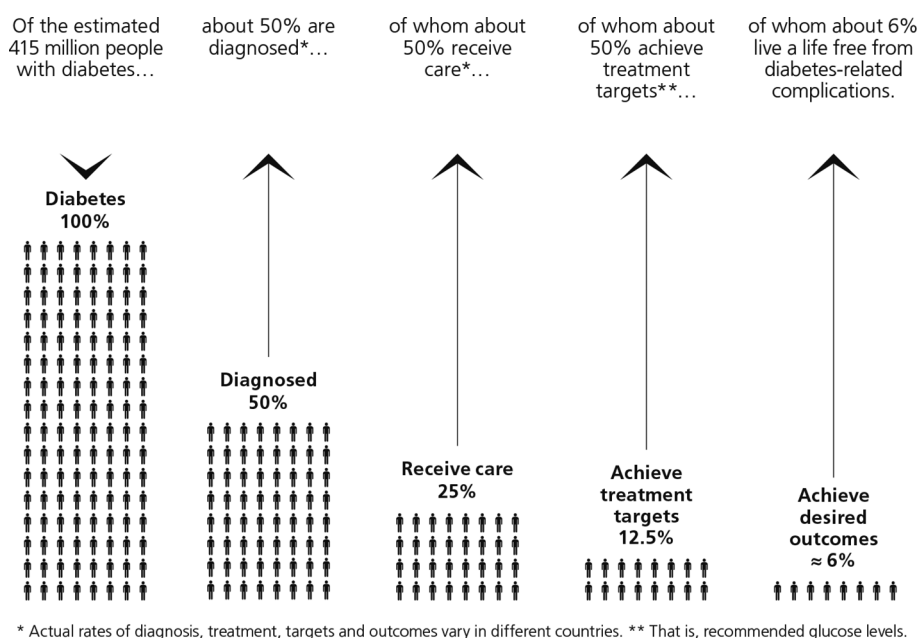 Of the estimated
415 million people
with diabetes…
about 50% are
diagnosed*…
of whom about
50% receive
care*…
of whom about
50% achieve
treatment
targets**…
of whom about 6%
live a life free from
diabetes-related
complications.
Diabetes
100%
Diagnosed
50%
Receive care
25%
Achieve
treatment
targets
12.5%
Achieve
desired
outcomes
≈ 6%
* Actual rates of diagnosis, treatment, targets and outcomes vary in different countries. ** That is, recommended glucose levels.